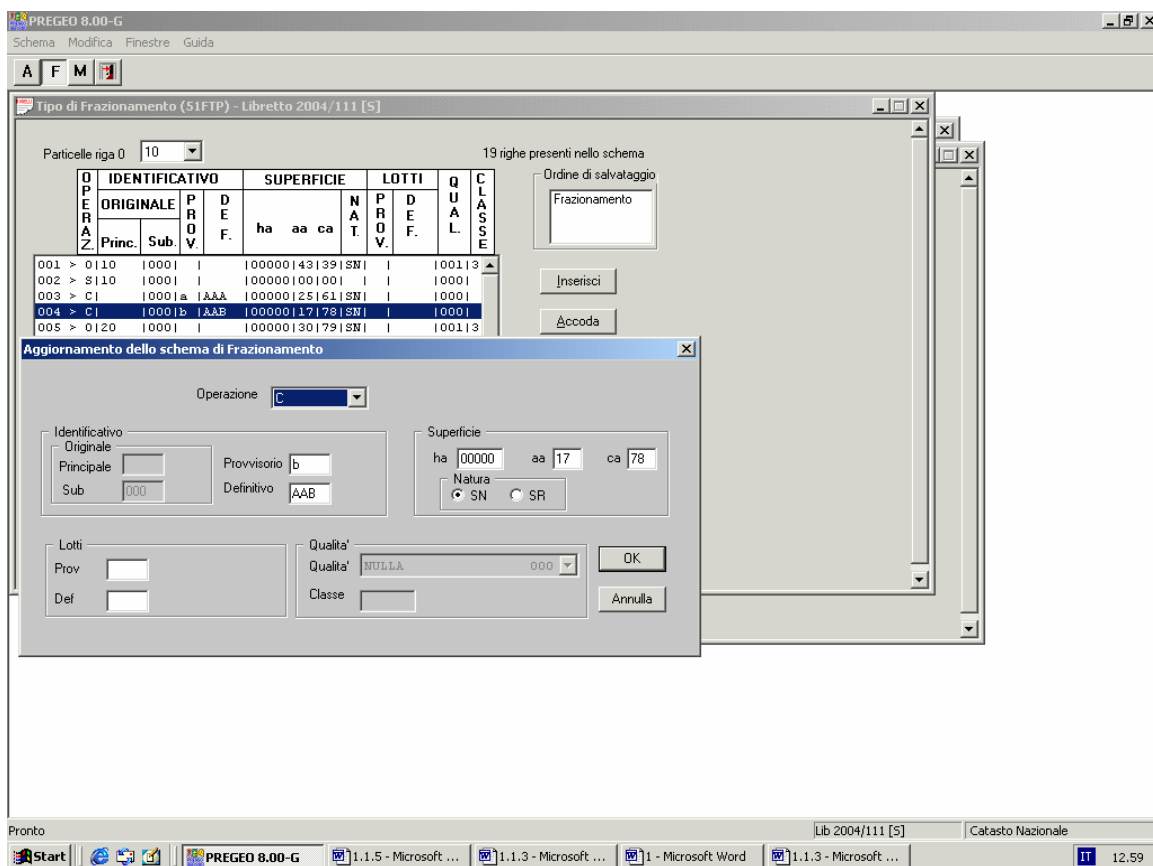 PREGEO 8.00-G
Schema Modifica Finestre Guida
A F M
Tipo di Frazionamento (51FTP) - Libretto 2004/111 [S]
Particelle riga 0 10 19 righe presenti nello schema
OPERAZ. IDENTIFICATIVO SUPERFICIE LOTTI QUAL. CLASSE
ORIGINALE PROV. DEF. ha aa ca NAT. PROV. DEF.
Princ. Sub.
Ordine di salvataggio
Frazionamento
001 > O|10 |000| | |00000|43|39|SN| | |001|3
002 > S|10 |000| | |00000|00|00| | | |000|
003 > C| |000|a |AAA |00000|25|61|SN| | |000|
004 > C| |000|b |AAB |00000|17|78|SN| | |000|
005 > O|20 |000| | |00000|30|79|SN| | |001|3
Inserisci
Accoda
Aggiornamento dello schema di Frazionamento
Operazione C
Identificativo
Originale
Principale
Sub 000
Provvisorio b
Definitivo AAB
Superficie
ha 00000 aa 17 ca 78
Natura
SN SR
Lotti
Prov
Def
Qualita'
Qualita' NULLA 000
Classe
OK
Annulla
Pronto Lib 2004/111 [S] Catasto Nazionale
Start PREGEO 8.00-G 1.1.5 - Microsoft ... 1.1.3 - Microsoft ... 1 - Microsoft Word 1.1.3 - Microsoft ... IT 12.59